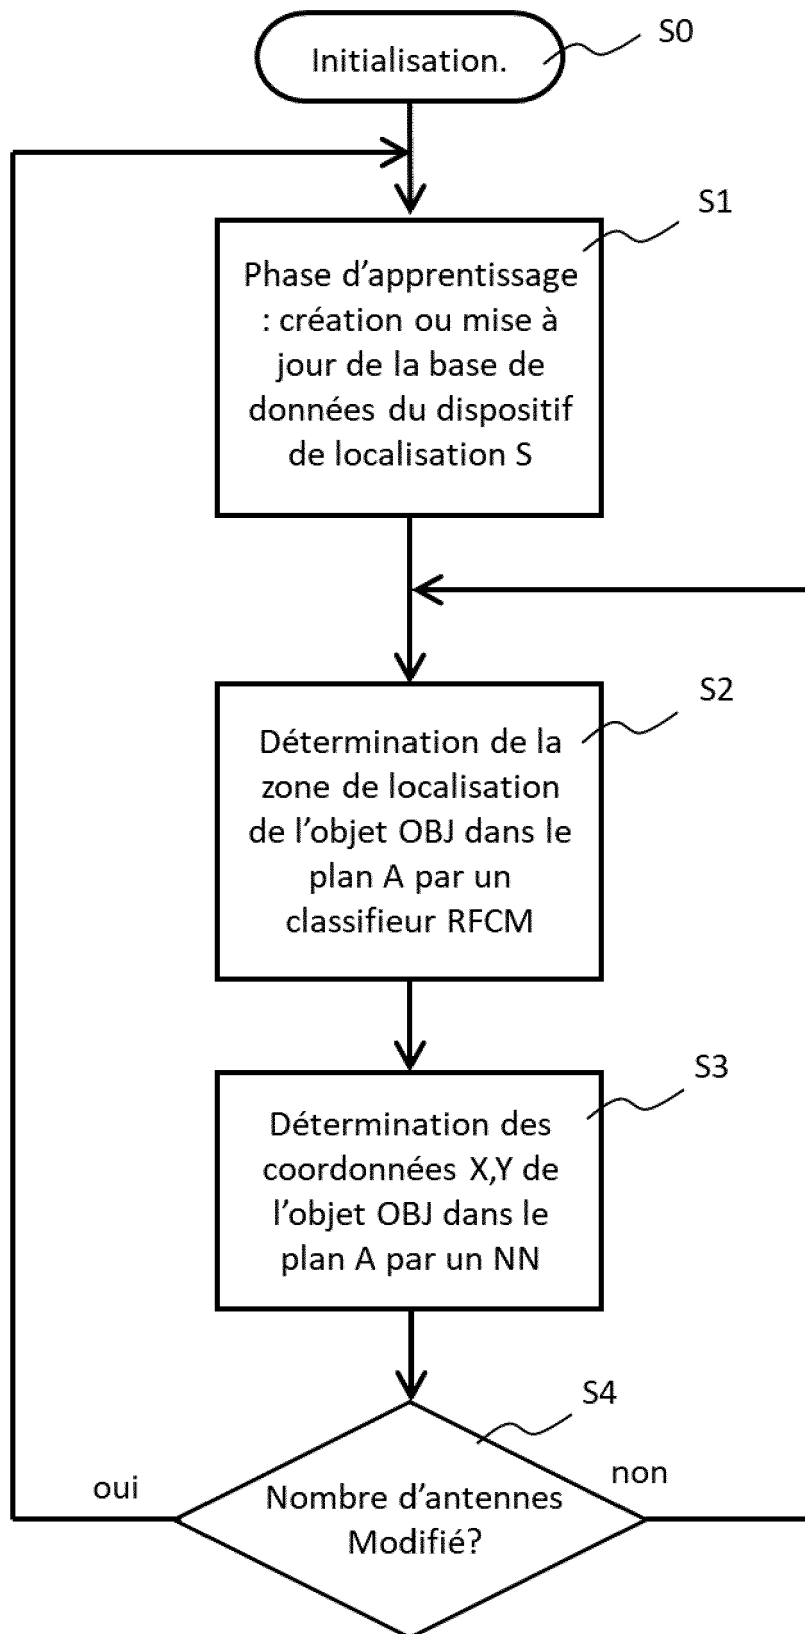 Initialisation.
S0
S1
Phase d’apprentissage
: création ou mise à
jour de la base de
données du dispositif
de localisation S
S2
Détermination de la
zone de localisation
de l’objet OBJ dans le
plan A par un
classifieur RFCM
S3
Détermination des
coordonnées X,Y de
l’objet OBJ dans le
plan A par un NN
S4
oui
non
Nombre d’antennes
Modifié?